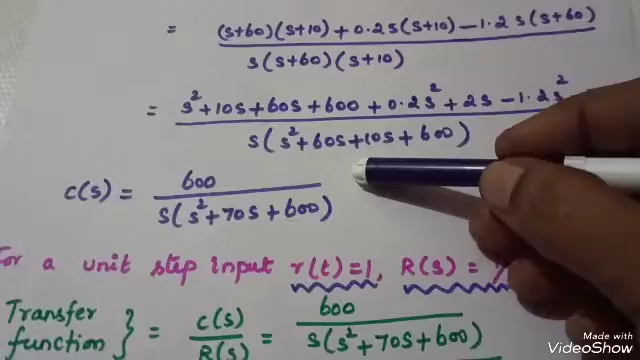 = (s+60)(s+10)+0.2s(s+10)-1.2s(s+60)
s(s+60)(s+10)
= s²+10s+60s+600+0.2s²+2s-1.2s²
s(s²+60s+10s+600)
C(s) = 600
s(s²+70s+600)
For a unit step input r(t)=1, R(s) =
Transfer function } = C(s)/R(s) = 600
s(s²+70s+600)
Made With
VideoShow